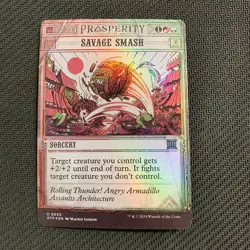 PROSPERITY
SAVAGE SMASH
SORCERY
Target creature you control gets
+2/+2 until end of turn. It fights
target creature you don't control.
Rolling Thunder! Angry Armadillo
Assaults Architecture